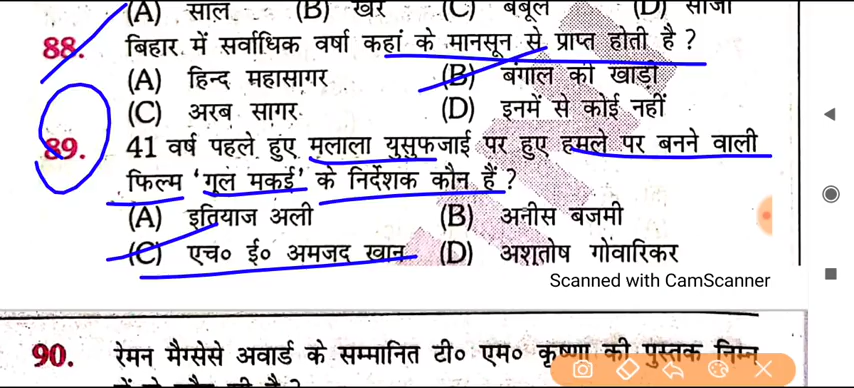 (A) साल (B) खैर (C) बबूल (D) साजा
88. बिहार में सर्वाधिक वर्षा कहां के मानसून से प्राप्त होती है ?
(A) हिन्द महासागर (B) बंगाल की खाड़ी
(C) अरब सागर (D) इनमें से कोई नहीं
89. 41 वर्ष पहले हुए मलाला युसुफजाई पर हुए हमले पर बनने वाली
फिल्म ‘गुल मकई’ के निर्देशक कौन हैं ?
(A) इतियाज अली (B) अनीस बजमी
(C) एच० ई० अमजद खान (D) अशुतोष गोवारिकर
Scanned with CamScanner
90. रेमन मैग्सेसे अवार्ड के सम्मानित टी० एम० कृष्णा की पुस्तक निम्न
में से कौन सी है ?